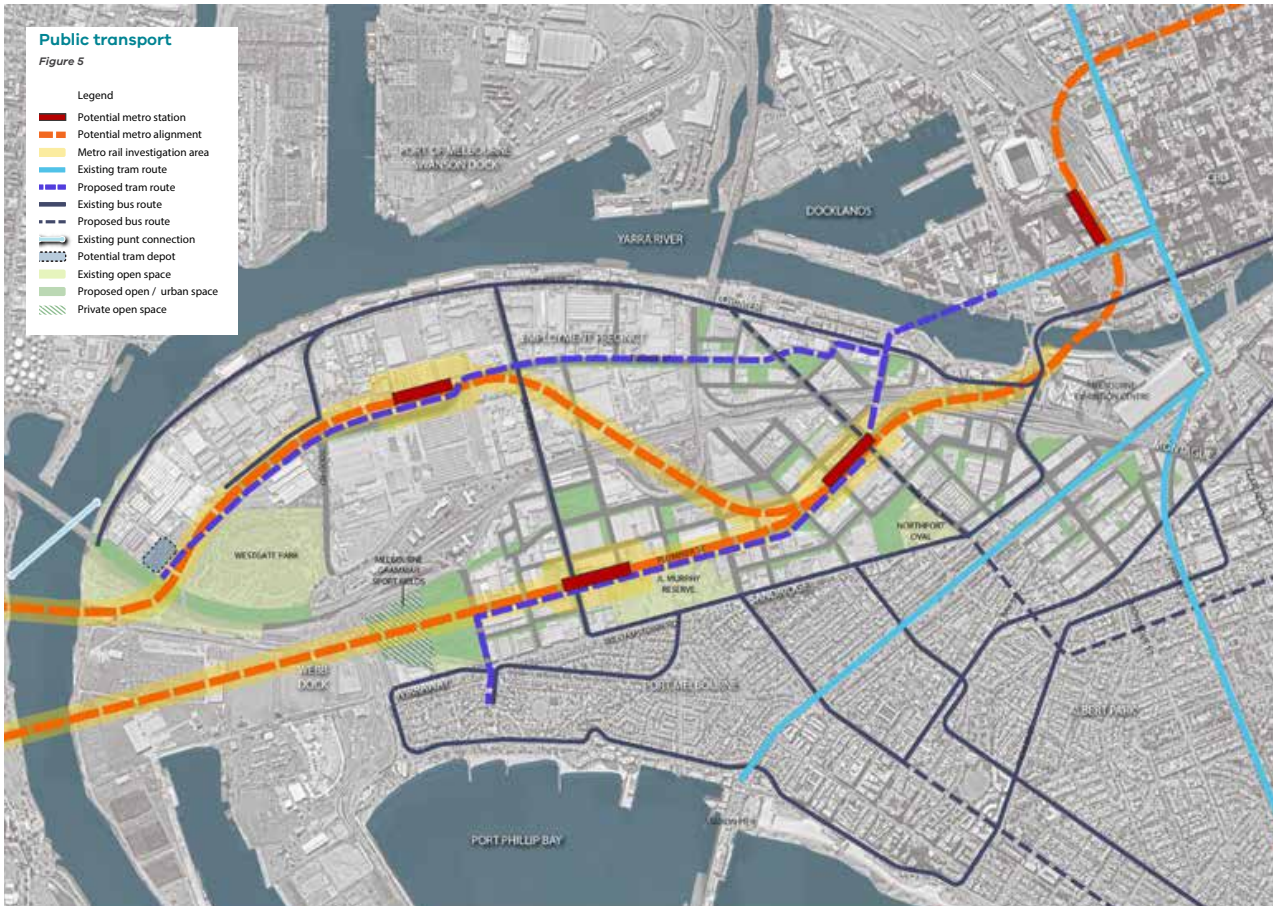 Public transport
Figure 5
Legend
Potential metro station
Potential metro alignment
Metro rail investigation area
Existing tram route
Proposed tram route
Existing bus route
Proposed bus route
Existing punt connection
Potential tram depot
Existing open space
Proposed open / urban space
Private open space
PORT OF MELBOURNE
SWANSON DOCK
CBD
DOCKLANDS
YARRA RIVER
EMPLOYMENT PRECINCT
MELBOURNE
EXHIBITION CENTRE
NORTHPORT
OVAL
WESTGATE PARK
MELBOURNE
GRAMMAR
SPORT FIELDS
JL MURPHY
RESERVE
WEBB
DOCK
PORT MELBOURNE
ALBERT PARK
PORT PHILLIP BAY